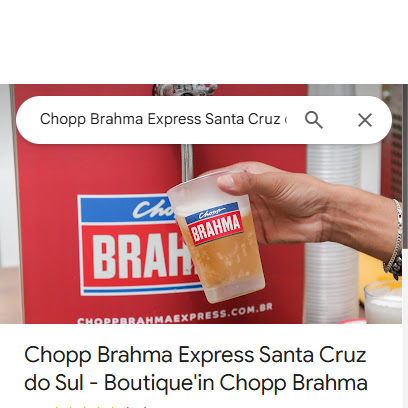 Chopp Brahma Express Santa Cruz
Chopp
BRAHMA
Chopp
BRAH
CHOPPBRAHMAEXPRESS.COM.BR
Chopp Brahma Express Santa Cruz
do Sul - Boutique'in Chopp Brahma